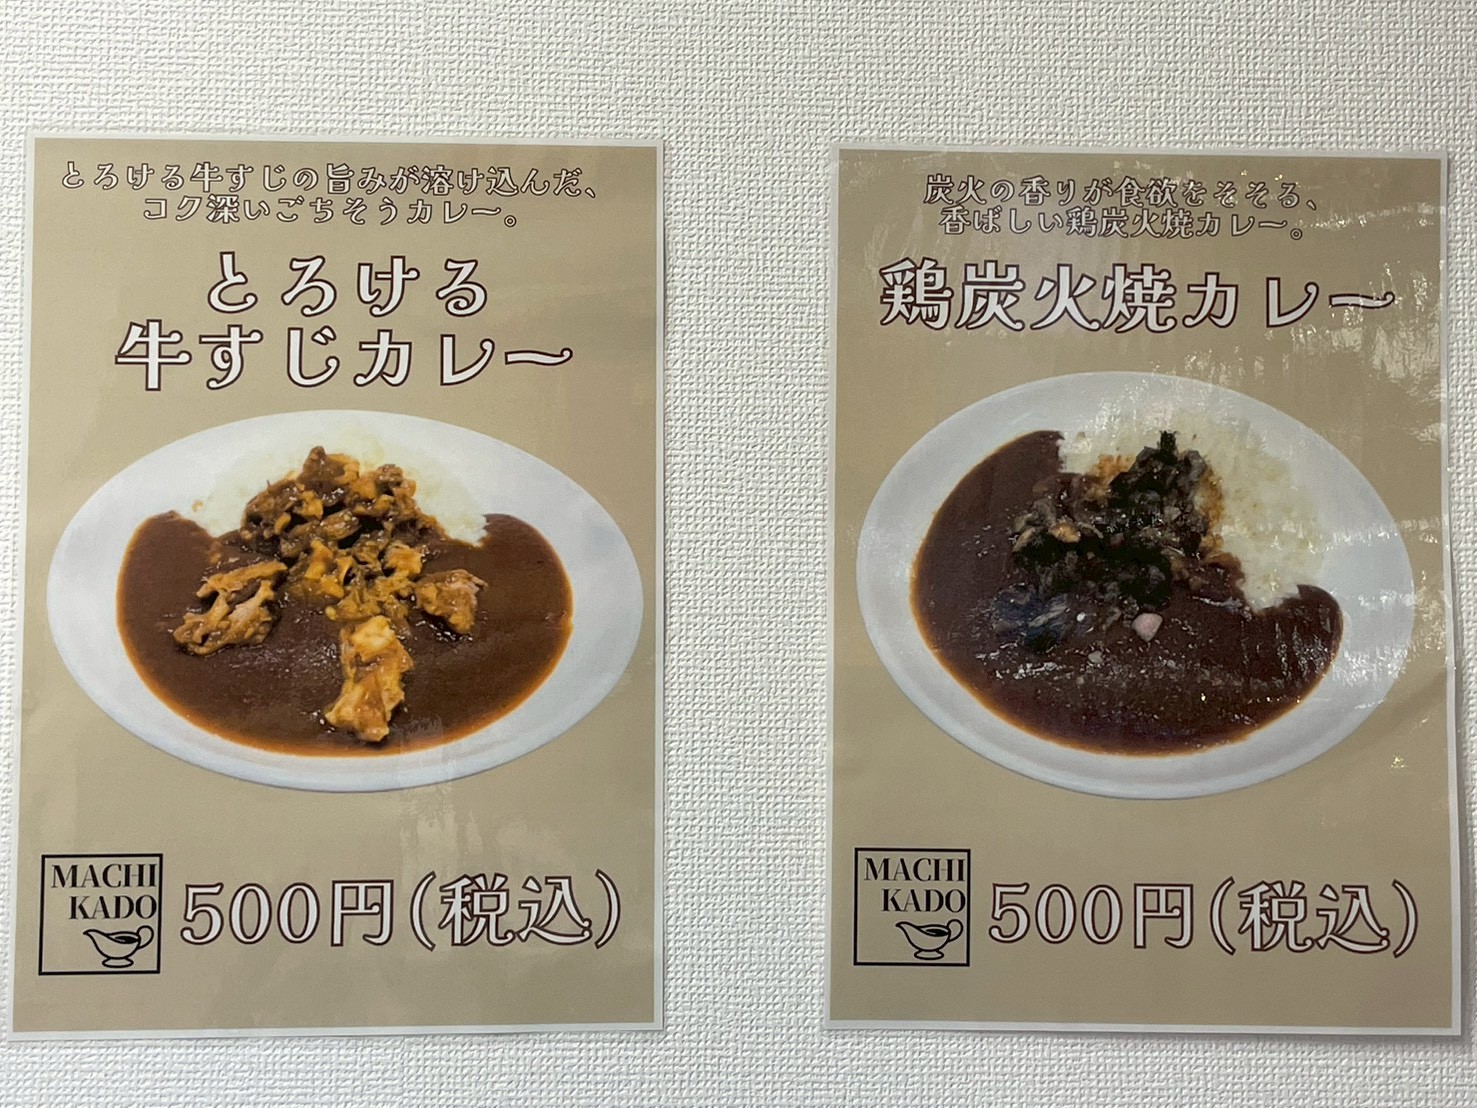 とろける牛すじの旨みが溶け込んだ、
コク深いごちそうカレー。
とろける
牛すじカレー
MACHI
KADO
500円(税込)
炭火の香りが食欲をそそる、
香ばしい鶏炭火焼カレー。
鶏炭火焼カレー
MACHI
KADO
500円(税込)